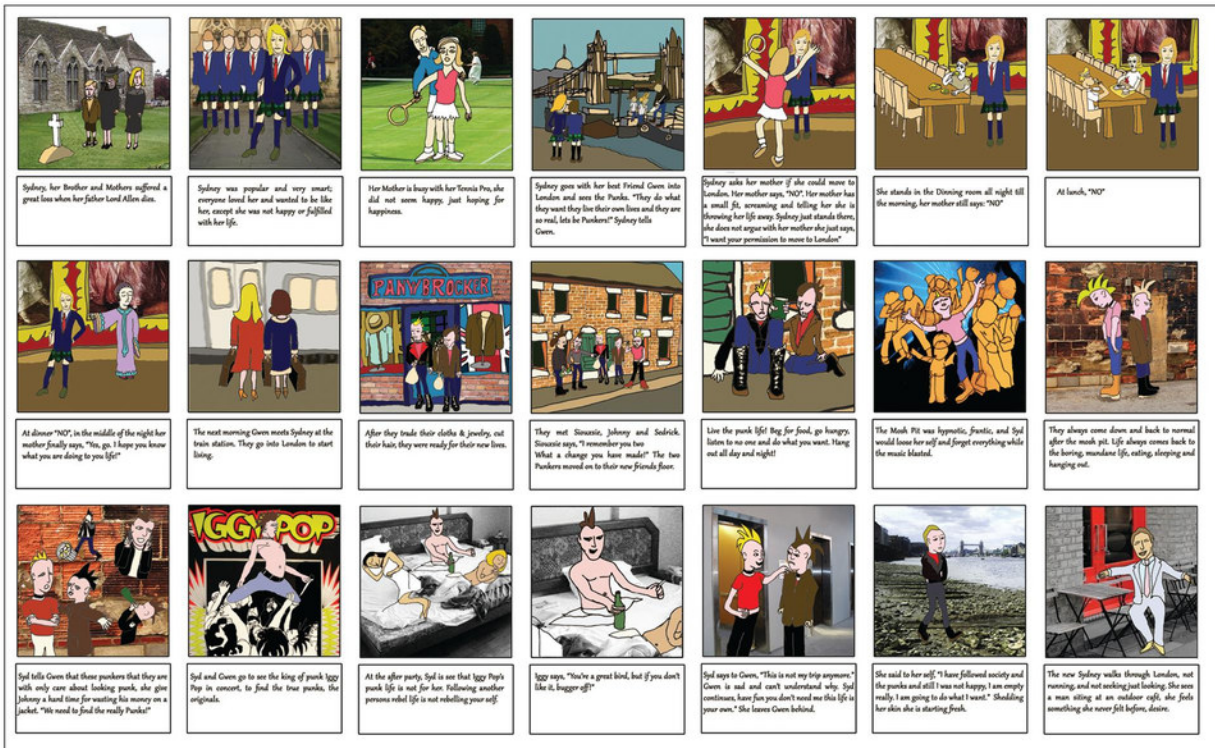 Sydney, her Brother and Mothers suffered a
great loss when her father Lord Allen dies.
Sydney was popular and very smart;
everyone loved her and wanted to be like
her, except she was not happy or fulfilled
with her life.
Her Mother is busy with her Tennis Pro, she
did not seem happy, just hoping for
happiness.
Sydney goes with her best Friend Gwen into
London and sees the Punks. "They do what
they want they live their own lives and they are
so real, lets be Punkers!" Sydney tells
Gwen.
Sydney asks her mother if she could move to
London. Her mother says, "NO". Her mother has
a small fit, screaming and telling her she is
throwing her life away. Sydney just stands there,
she does not argue with her mother she just says,
"I want your permission to move to London"
She stands in the Dinning room all night till
the morning, her mother still says: "NO"
At lunch, "NO"
PANWBROCKER
At dinner "NO", in the middle of the night her
mother finally says, "Yes, go. I hope you know
what you are doing to you life!"
The next morning Gwen meets Sydney at the
train station. They go into London to start
living.
After they trade their cloths & jewelry, cut
their hair, they were ready for their new lives.
They met Siouxsie, Johnny and Sedrick.
Siouxsie says, "I remember you two
What a change you have made!" The two
Punkers moved on to their new friends floor.
Live the punk life! Beg for food, go hungry,
listen to no one and do what you want. Hang
out all day and night!
The Mosh Pit was hypnotic, frantic, and Syd
would loose her self and forget everything while
the music blasted.
They always come down and back to normal
after the mosh pit. Life always comes back to
the boring, mundane life, eating, sleeping and
hanging out.
IGGY POP
Syd tells Gwen that these punkers that they are
with only care about looking punk, she give
Johnny a hard time for wasting his money on a
jacket. "We need to find the really Punks!"
Syd and Gwen go to see the king of punk Iggy
Pop in concert, to find the true punks, the
originals.
At the after party, Syd is see that Iggy Pop's
punk life is not for her. Following another
persons rebel life is not rebelling your self.
Iggy says, "You're a great bird, but if you don't
like it, bugger off!"
Syd says to Gwen, "This is not my trip anymore."
Gwen is sad and can't understand why. Syd
continues, have fun you don't need me this life is
your own." She leaves Gwen behind.
She said to her self, "I have followed society and
the punks and still I was not happy, I am empty
really. I am going to do what I want." Shedding
her skin she is starting fresh.
The new Sydney walks through London, not
running, and not seeking just looking. She sees
a man siting at an outdoor café, she feels
something she never felt before, desire.